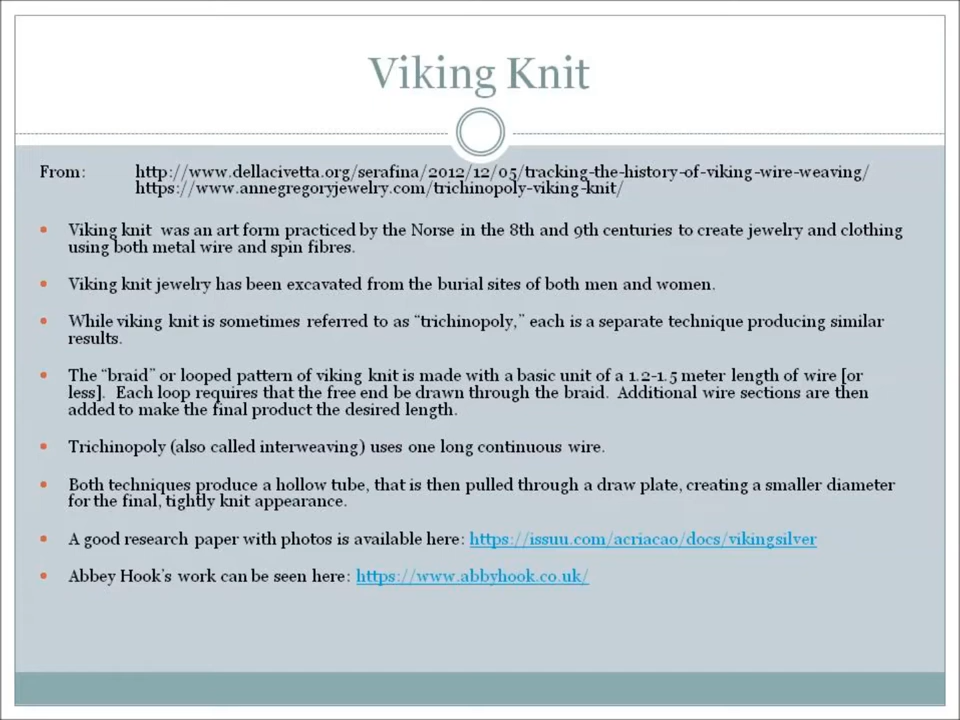 Viking Knit
From: http://www.dellacivetta.org/serafina/2012/12/05/tracking-the-history-of-viking-wire-weaving/
https://www.annegregoryjewelry.com/trichinopoly-viking-knit/
• Viking knit was an art form practiced by the Norse in the 8th and 9th centuries to create jewelry and clothing
using both metal wire and spin fibres.
• Viking knit jewelry has been excavated from the burial sites of both men and women.
• While viking knit is sometimes referred to as “trichinopoly,” each is a separate technique producing similar
results.
• The “braid” or looped pattern of viking knit is made with a basic unit of a 1.2-1.5 meter length of wire [or
less]. Each loop requires that the free end be drawn through the braid. Additional wire sections are then
added to make the final product the desired length.
• Trichinopoly (also called interweaving) uses one long continuous wire.
• Both techniques produce a hollow tube, that is then pulled through a draw plate, creating a smaller diameter
for the final, tightly knit appearance.
• A good research paper with photos is available here: https://issuu.com/acriacao/docs/vikingsilver
• Abbey Hook’s work can be seen here: https://www.abbyhook.co.uk/